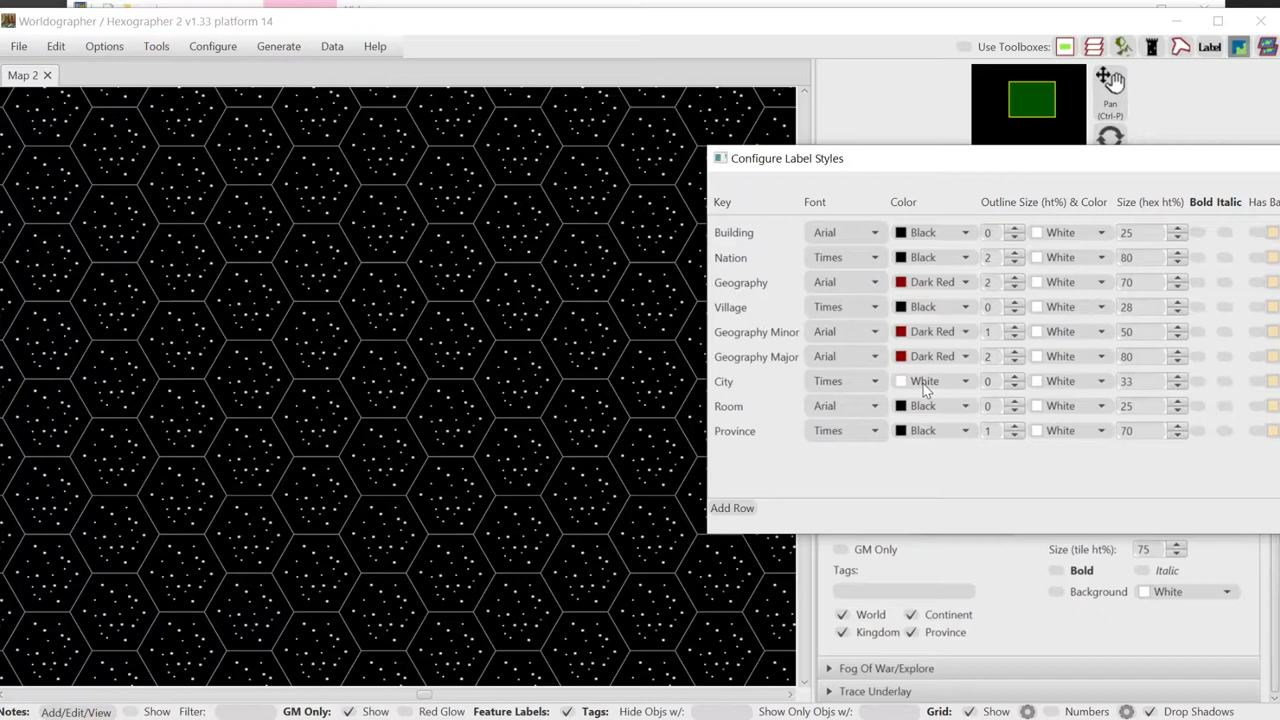 Worldographer / Hexographer 2 v1.33 platform 14
File Edit Options Tools Configure Generate Data Help
Use Toolboxes: Label
Map 2
Pan
(Ctrl-P)
Configure Label Styles
Key Font Color Outline Size (ht%) & Color Size (hex ht%) Bold Italic Has Ba
Building Arial Black 0 White 25
Nation Times Black 2 White 80
Geography Arial Dark Red 2 White 70
Village Times Black 0 White 28
Geography Minor Arial Dark Red 1 White 50
Geography Major Arial Dark Red 2 White 80
City Times White 0 White 33
Room Arial Black 0 White 25
Province Times Black 1 White 70
Add Row
GM Only Size (tile ht%): 75
Tags: Bold Italic
Background White
World Continent
Kingdom Province
Fog Of War/Explore
Trace Underlay
Notes: Add/Edit/View Show Filter: GM Only: Show Red Glow Feature Labels: Tags: Hide Objs w/: Show Only Objs w/: Grid: Show Numbers Drop Shadows